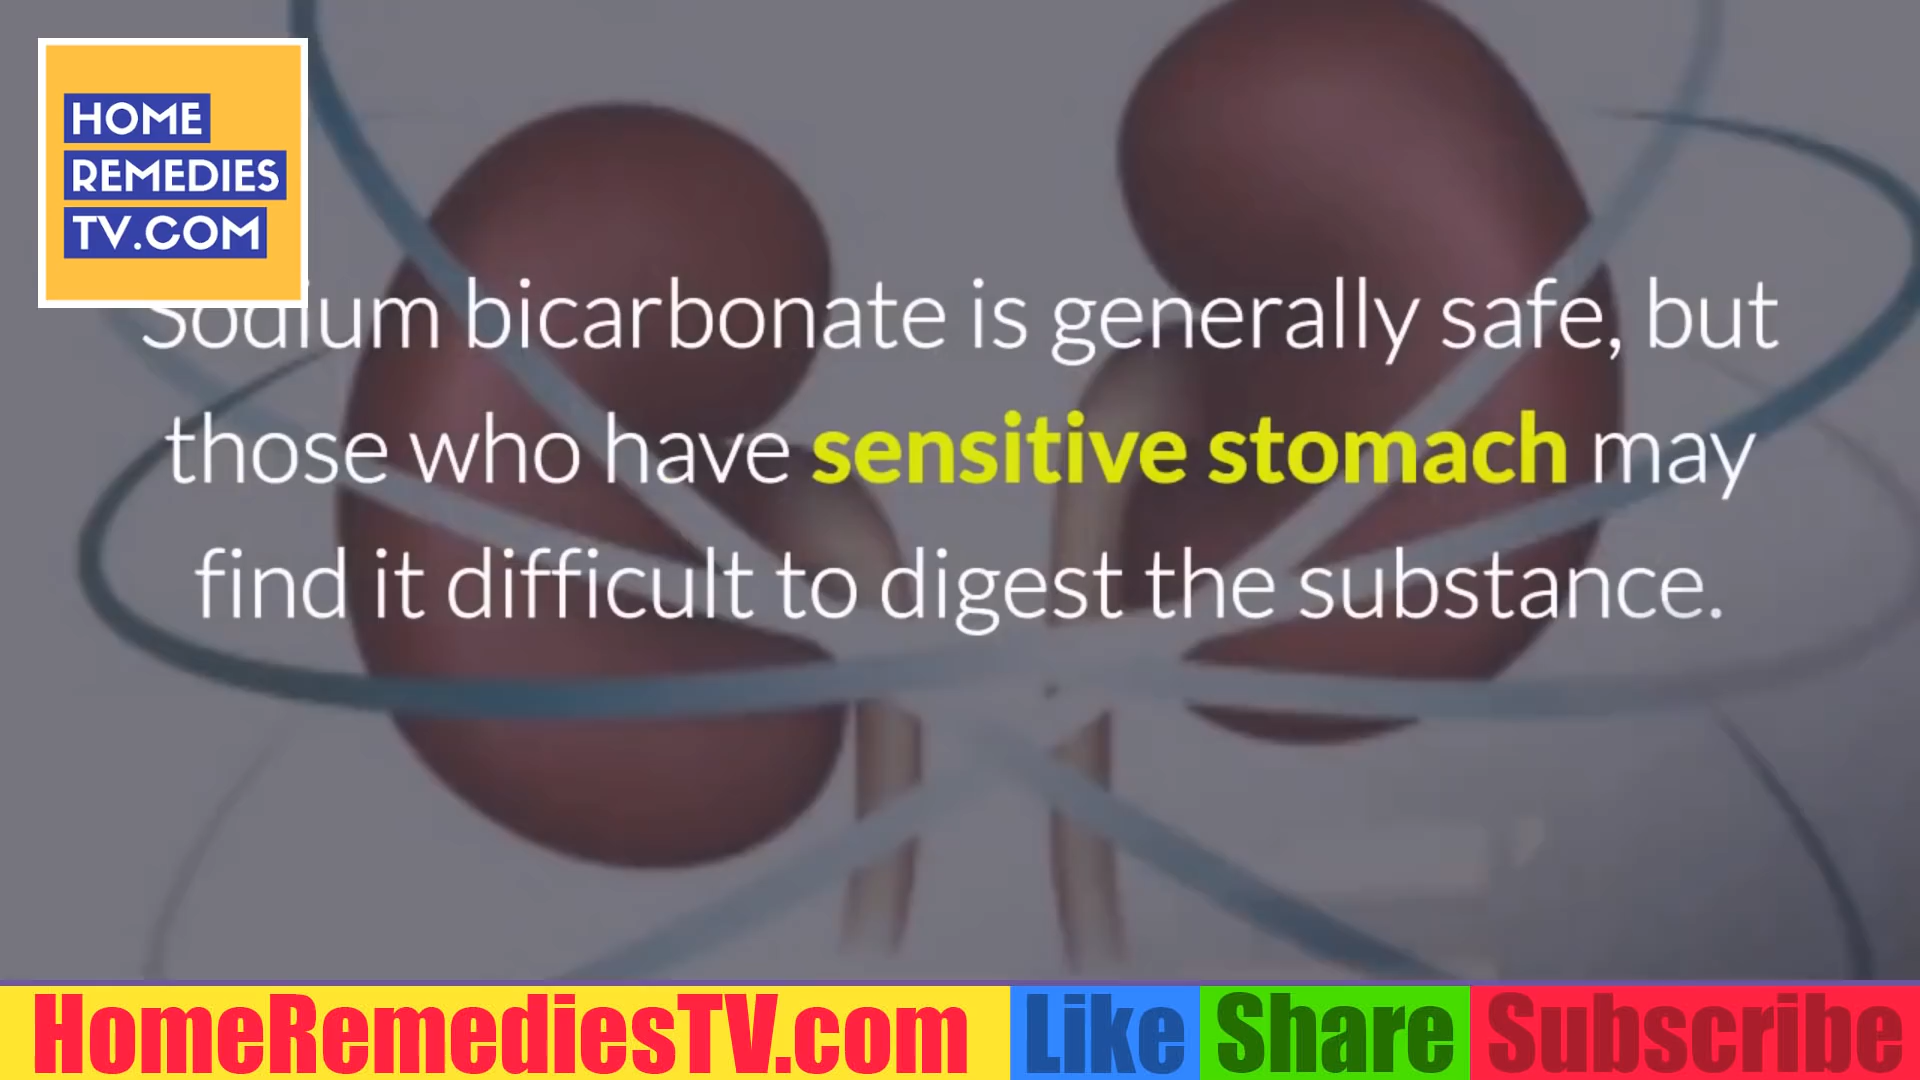 HOME
REMEDIES
TV.COM
Sodium bicarbonate is generally safe, but
those who have sensitive stomach may
find it difficult to digest the substance.
HomeRemediesTV.com Like Share Subscribe